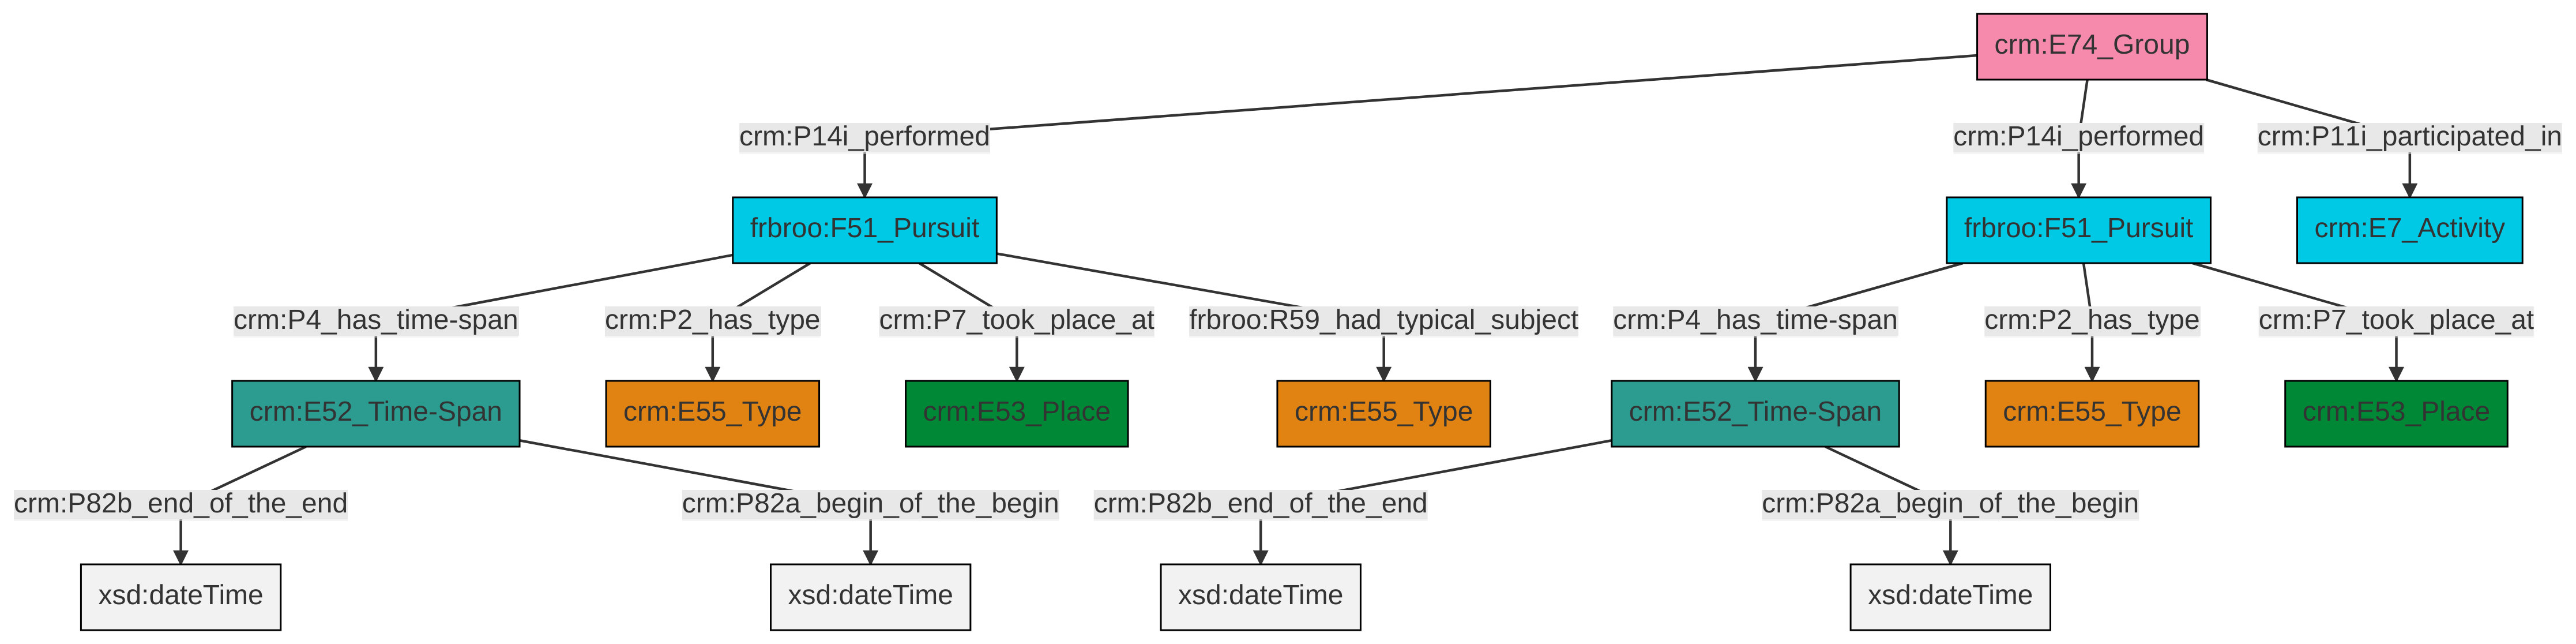 crm:E74_Group
crm:P14i_performed
crm:P14i_performed
crm:P11i_participated_in
frbroo:F51_Pursuit
frbroo:F51_Pursuit
crm:E7_Activity
crm:P4_has_time-span
crm:P2_has_type
crm:P7_took_place_at
frbroo:R59_had_typical_subject
crm:P4_has_time-span
crm:P2_has_type
crm:P7_took_place_at
crm:E52_Time-Span
crm:E55_Type
crm:E53_Place
crm:E55_Type
crm:E52_Time-Span
crm:E55_Type
crm:E53_Place
crm:P82b_end_of_the_end
crm:P82a_begin_of_the_begin
crm:P82b_end_of_the_end
crm:P82a_begin_of_the_begin
xsd:dateTime
xsd:dateTime
xsd:dateTime
xsd:dateTime